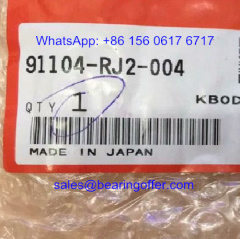 WhatsApp: +86 156 0617 6717
91104-RJ2-004
QTY 1
KBOD
MADE IN JAPAN
sales@bearingoffer.com